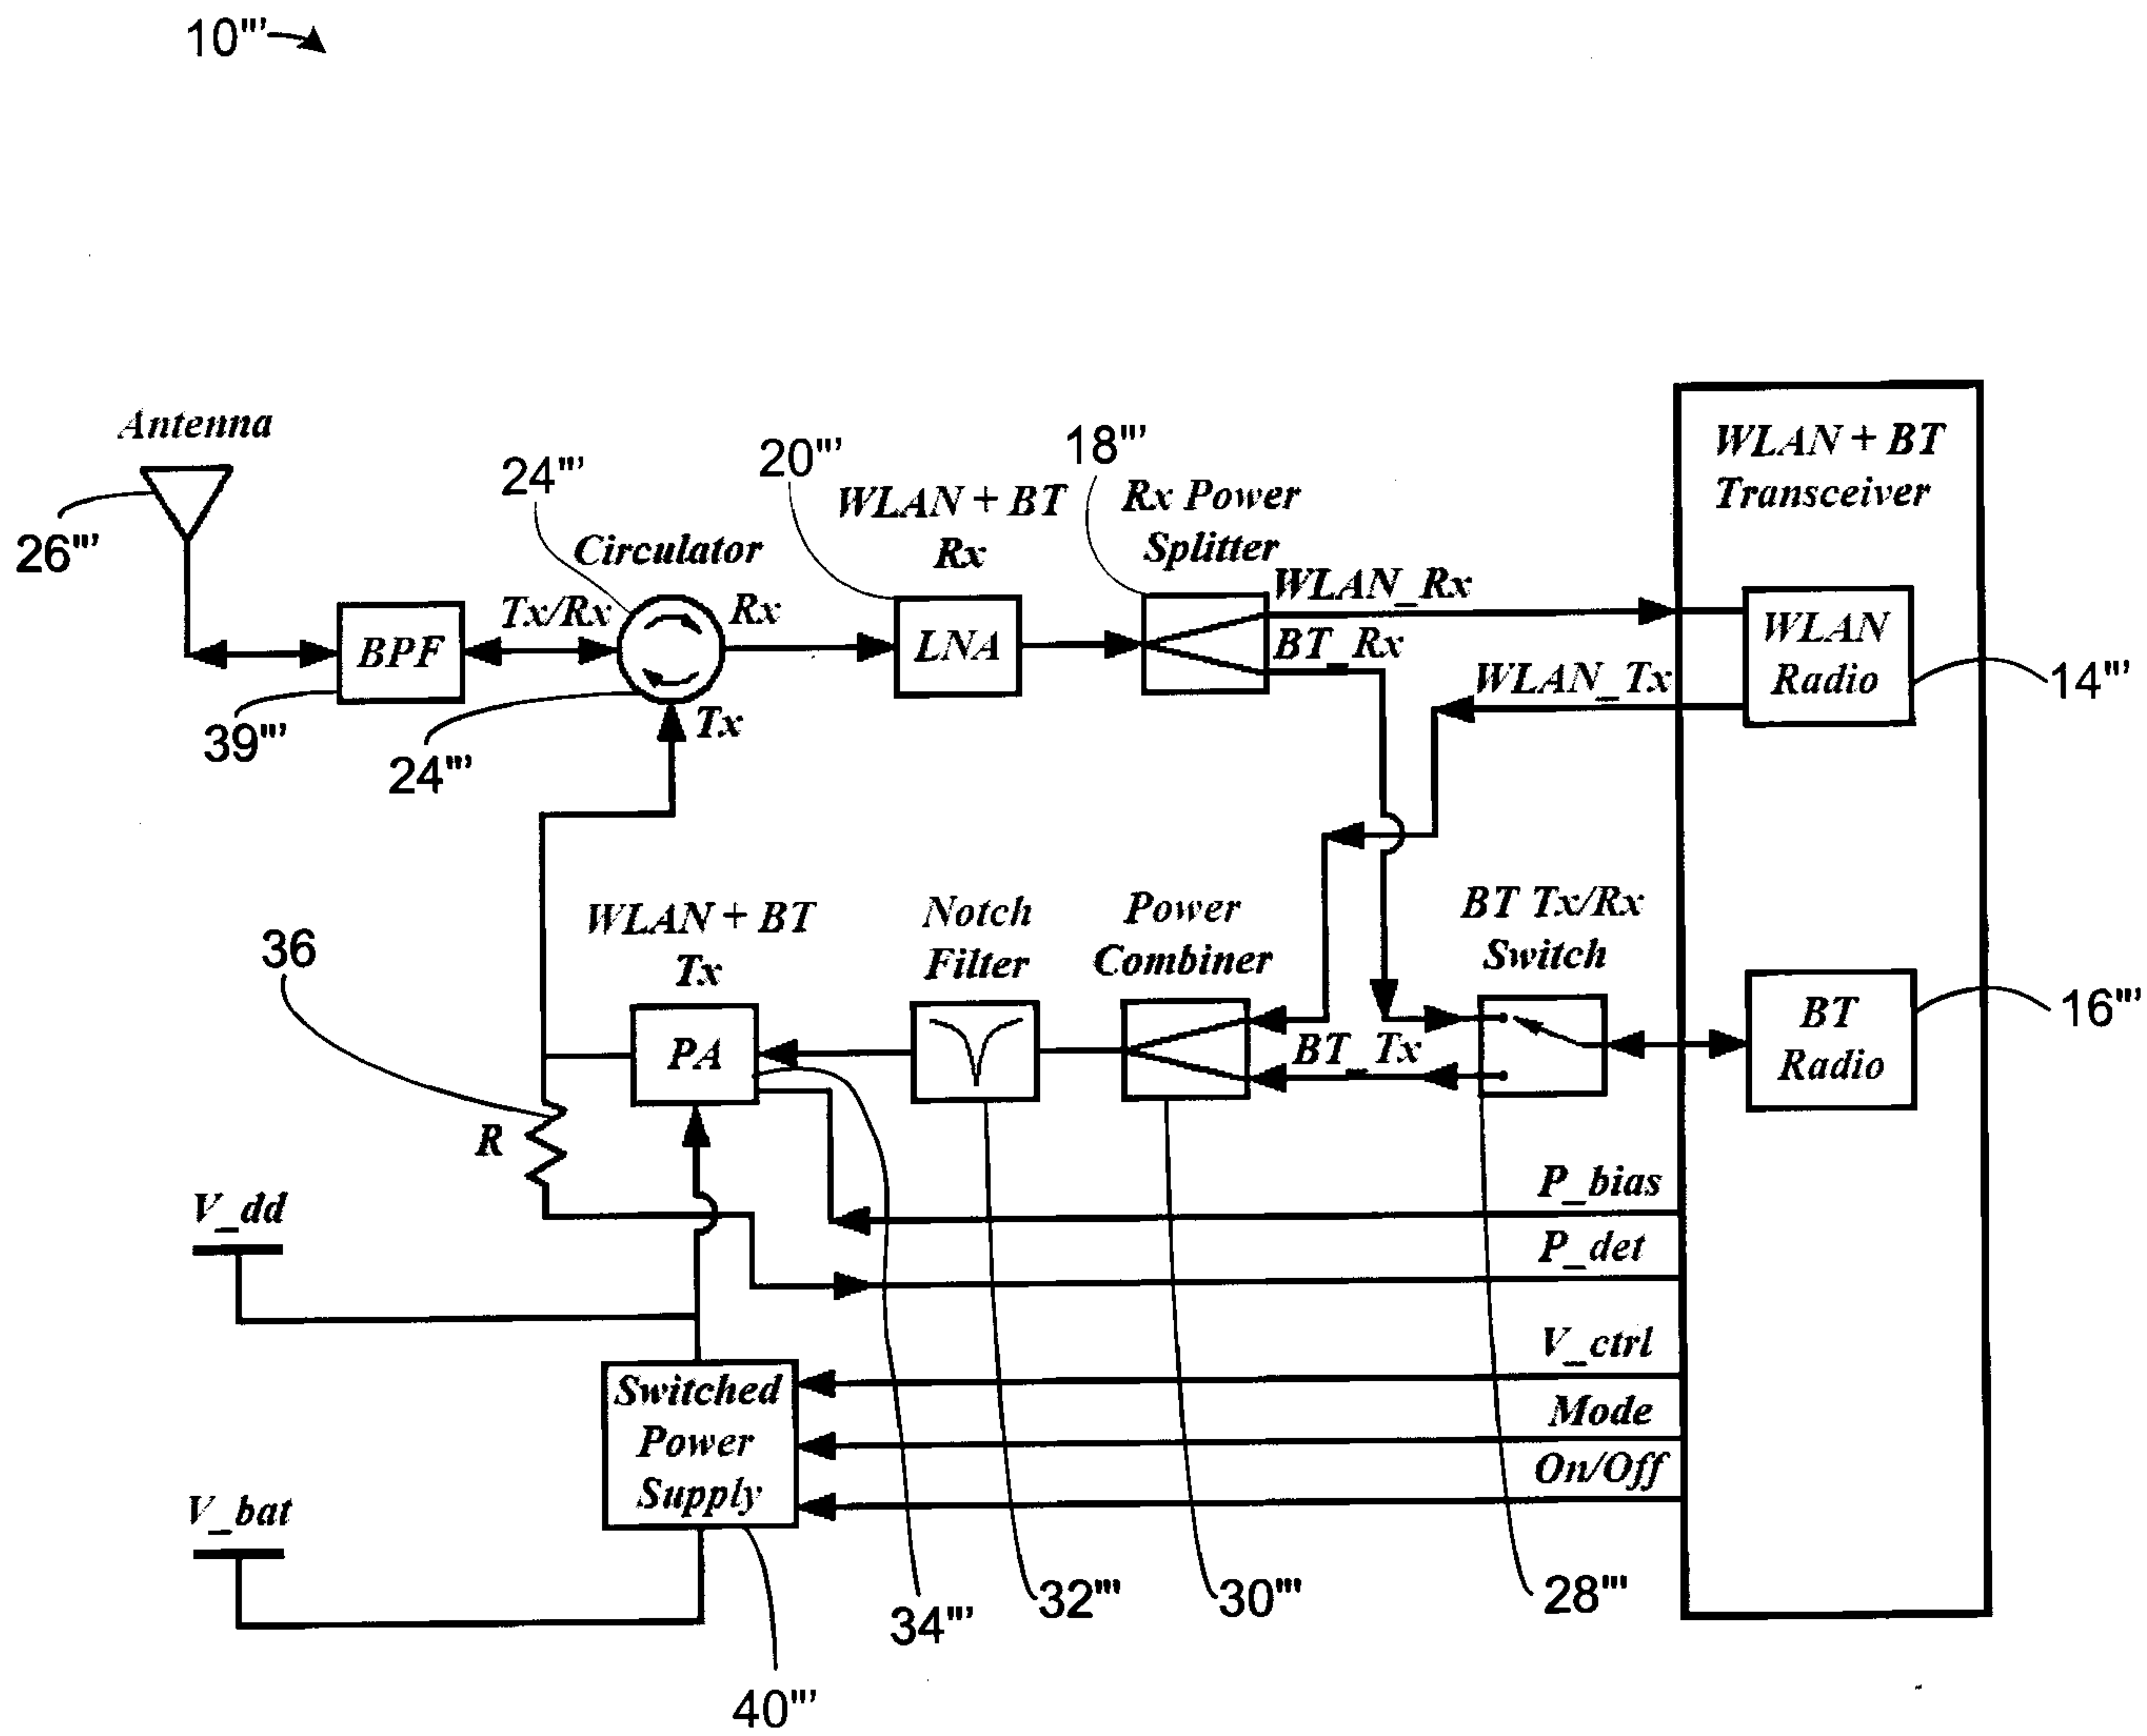 10'''
Antenna
26'''
BPF
39'''
Tx/Rx
24'''
Circulator
24'''
Rx
Tx
20'''
WLAN + BT
Rx
LNA
18'''
Rx Power
Splitter
WLAN_Rx
BT_Rx
WLAN_Tx
WLAN + BT
Transceiver
WLAN
Radio
14'''
36
WLAN + BT
Tx
PA
Notch
Filter
Power
Combiner
BT_Tx
BT Tx/Rx
Switch
BT
Radio
16'''
R
V_dd
P_bias
P_det
V_ctrl
Mode
On/Off
Switched
Power
Supply
V_bat
34'''
32'''
30'''
28'''
40'''